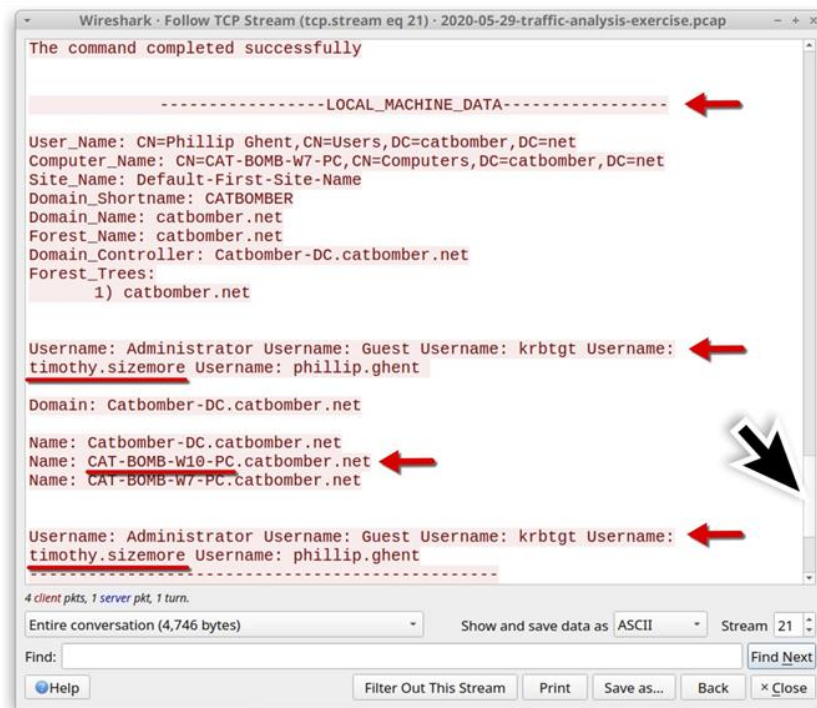 Wireshark · Follow TCP Stream (tcp.stream eq 21) · 2020-05-29-traffic-analysis-exercise.pcap
The command completed successfully
-----------------LOCAL_MACHINE_DATA-----------------
User_Name: CN=Phillip Ghent,CN=Users,DC=catbomber,DC=net
Computer_Name: CN=CAT-BOMB-W7-PC,CN=Computers,DC=catbomber,DC=net
Site_Name: Default-First-Site-Name
Domain_Shortname: CATBOMBER
Domain_Name: catbomber.net
Forest_Name: catbomber.net
Domain_Controller: Catbomber-DC.catbomber.net
Forest_Trees:
1) catbomber.net
Username: Administrator Username: Guest Username: krbtgt Username:
timothy.sizemore Username: phillip.ghent
Domain: Catbomber-DC.catbomber.net
Name: Catbomber-DC.catbomber.net
Name: CAT-BOMB-W10-PC.catbomber.net
Name: CAT-BOMB-W7-PC.catbomber.net
Username: Administrator Username: Guest Username: krbtgt Username:
timothy.sizemore Username: phillip.ghent
------------------------------------------------
4 client pkts, 1 server pkt, 1 turn.
Entire conversation (4,746 bytes) Show and save data as ASCII Stream 21
Find: Find Next
Help Filter Out This Stream Print Save as... Back × Close